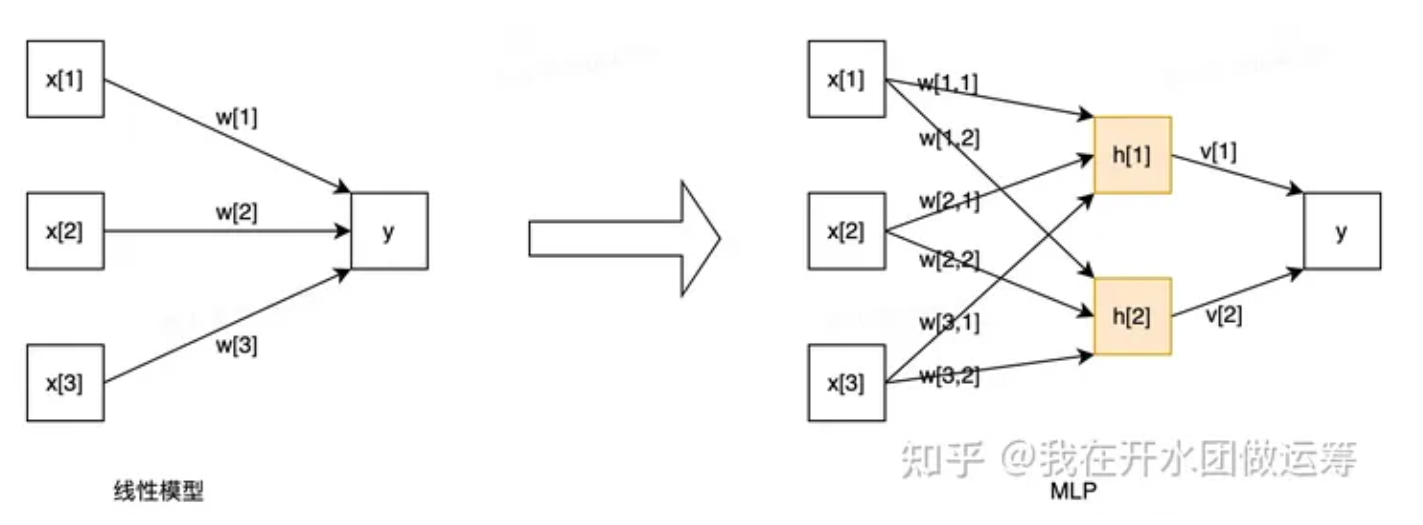 x[1]
w[1]
x[2]
w[2]
y
x[3]
w[3]
线性模型
x[1]
w[1,1]
w[1,2]
h[1]
v[1]
x[2]
w[2,1]
w[2,2]
y
h[2]
v[2]
w[3,1]
x[3]
w[3,2]
知乎 @我在开水团做运筹
MLP